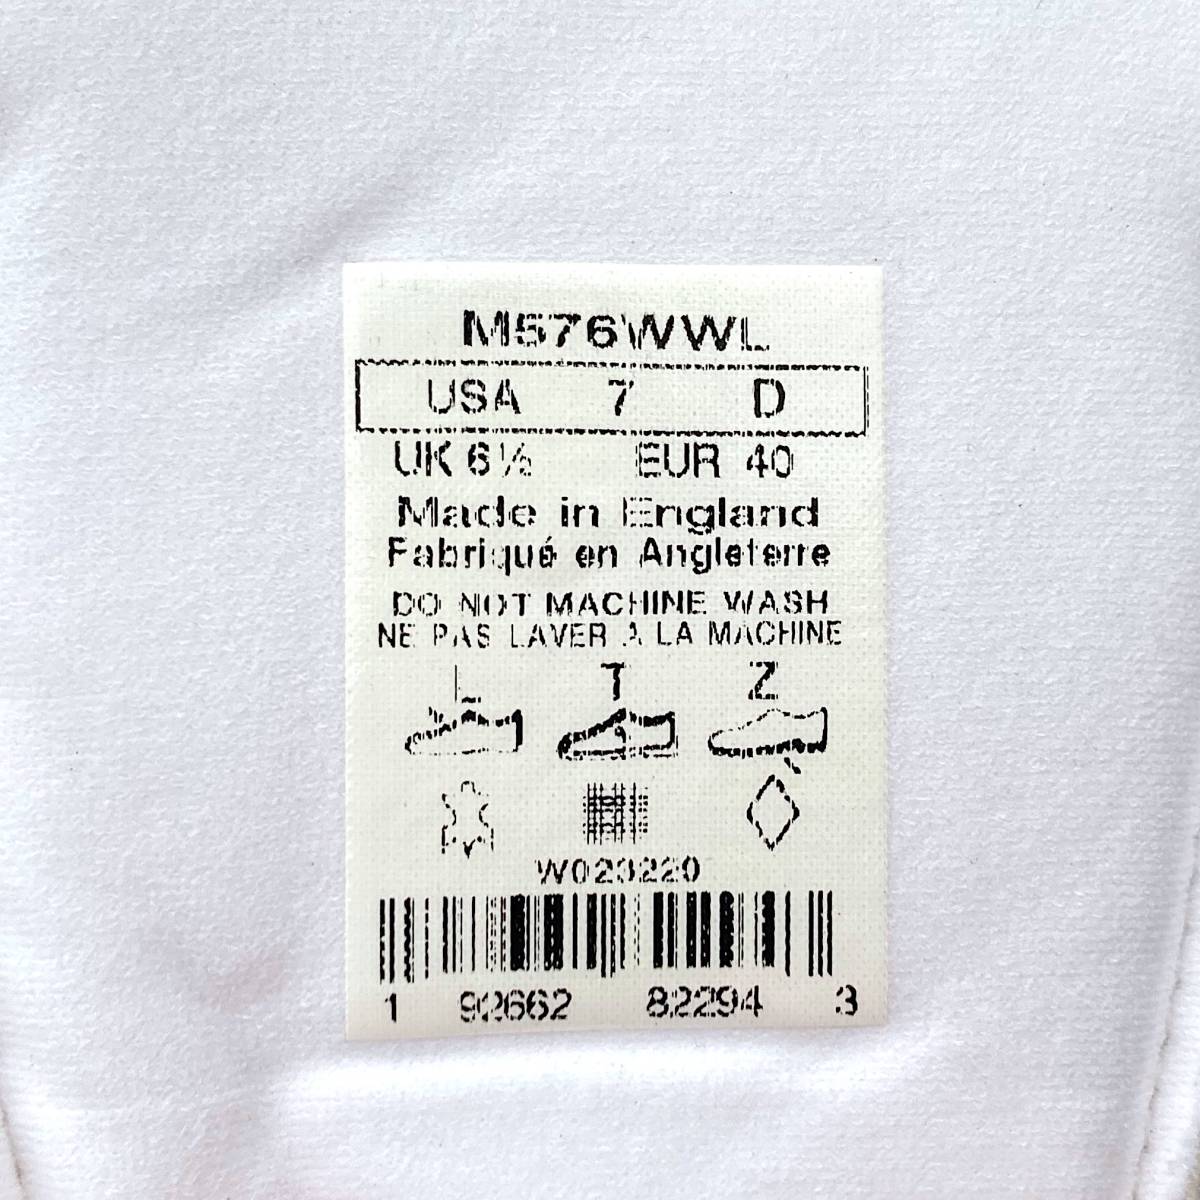 M576WWL
USA 7 D
UK 6½ EUR 40
Made in England
Fabriqué en Angleterre
DO NOT MACHINE WASH
NE PAS LAVER A LA MACHINE
L T Z
W023220
1 92662 82294 3